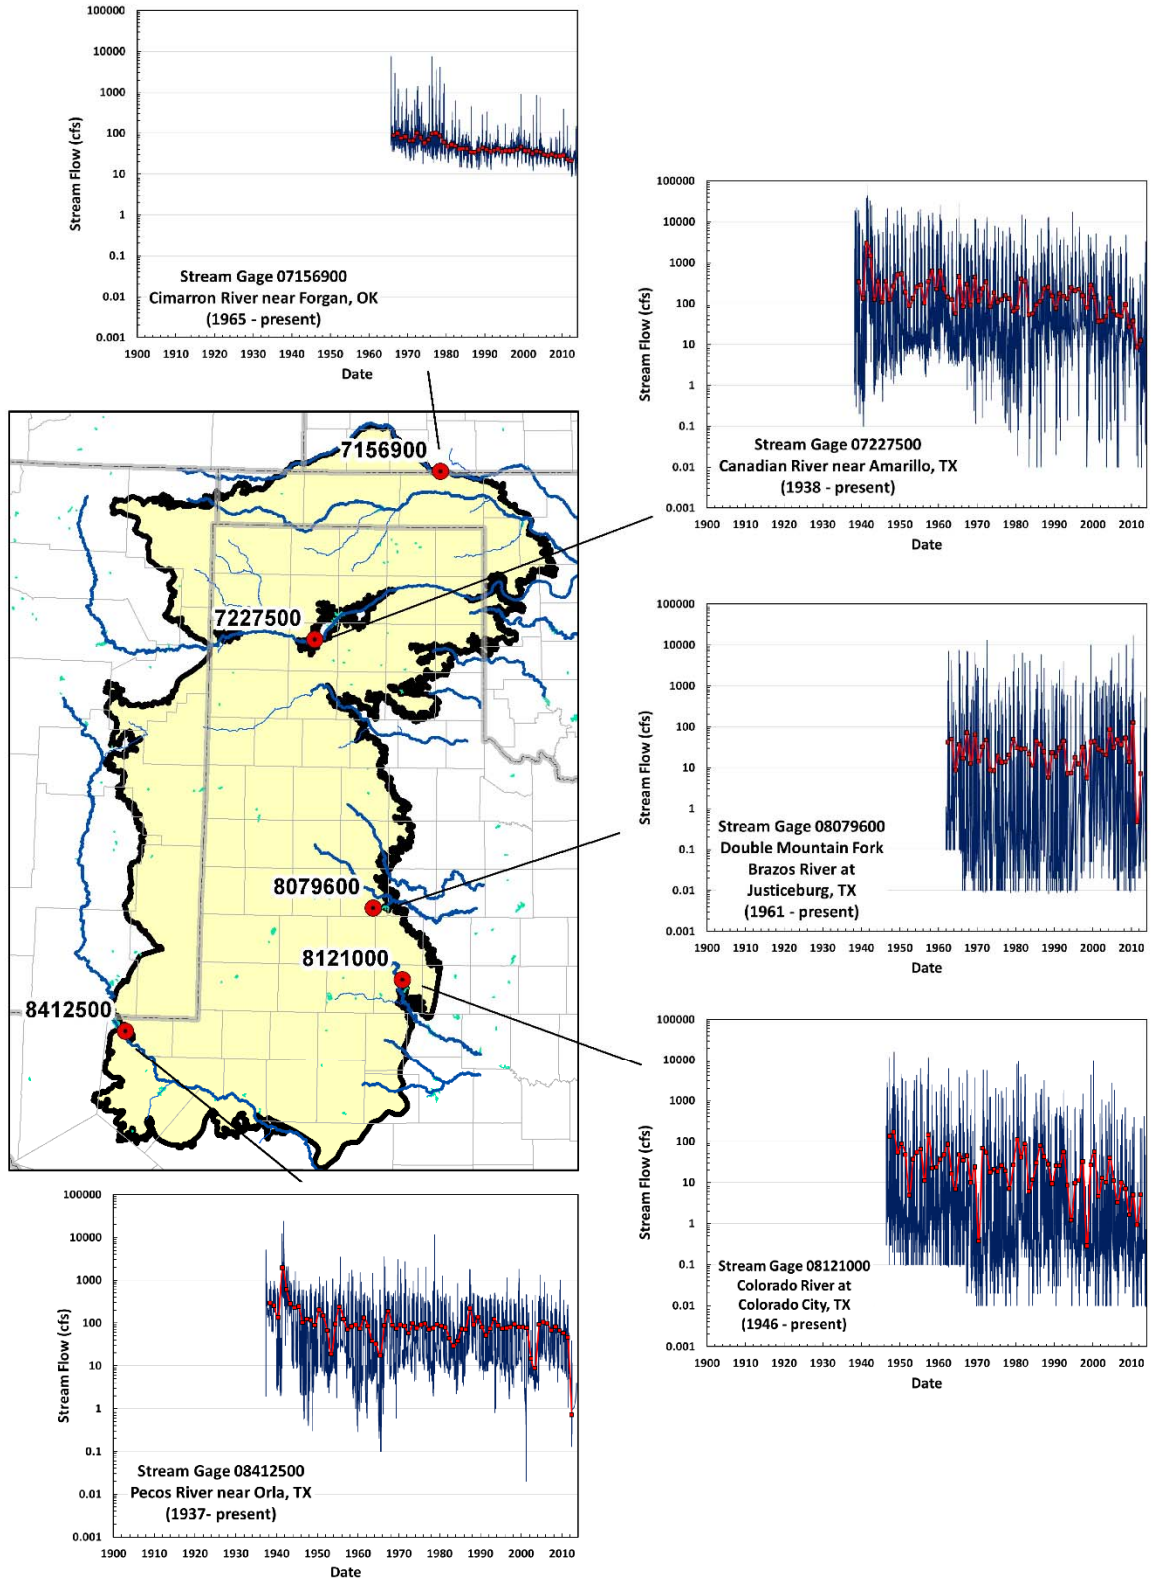 100000
10000
1000
100
10
1
0.1
0.01
0.001
Stream Flow (cfs)
Stream Gage 07156900
Cimarron River near Forgan, OK
(1965 - present)
1900 1910 1920 1930 1940 1950 1960 1970 1980 1990 2000 2010
Date
100000
10000
1000
100
10
1
0.1
0.01
0.001
Stream Flow (cfs)
Stream Gage 07227500
Canadian River near Amarillo, TX
(1938 - present)
1900 1910 1920 1930 1940 1950 1960 1970 1980 1990 2000 2010
Date
7156900
7227500
8079600
8121000
8412500
100000
10000
1000
100
10
1
0.1
0.01
0.001
Stream Flow (cfs)
Stream Gage 08079600
Double Mountain Fork
Brazos River at
Justiceburg, TX
(1961 - present)
1900 1910 1920 1930 1940 1950 1960 1970 1980 1990 2000 2010
Date
100000
10000
1000
100
10
1
0.1
0.01
0.001
Stream Flow (cfs)
Stream Gage 08121000
Colorado River at
Colorado City, TX
(1946 - present)
1900 1910 1920 1930 1940 1950 1960 1970 1980 1990 2000 2010
Date
100000
10000
1000
100
10
1
0.1
0.01
0.001
Stream Flow (cfs)
Stream Gage 08412500
Pecos River near Orla, TX
(1937- present)
1900 1910 1920 1930 1940 1950 1960 1970 1980 1990 2000 2010
Date